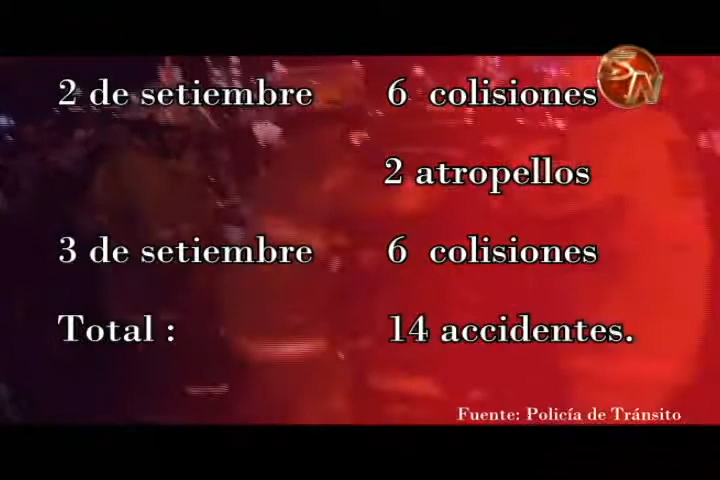 2 de setiembre 6 colisiones
2 atropellos
3 de setiembre 6 colisiones
Total : 14 accidentes.
Fuente: Policía de Tránsito
SN